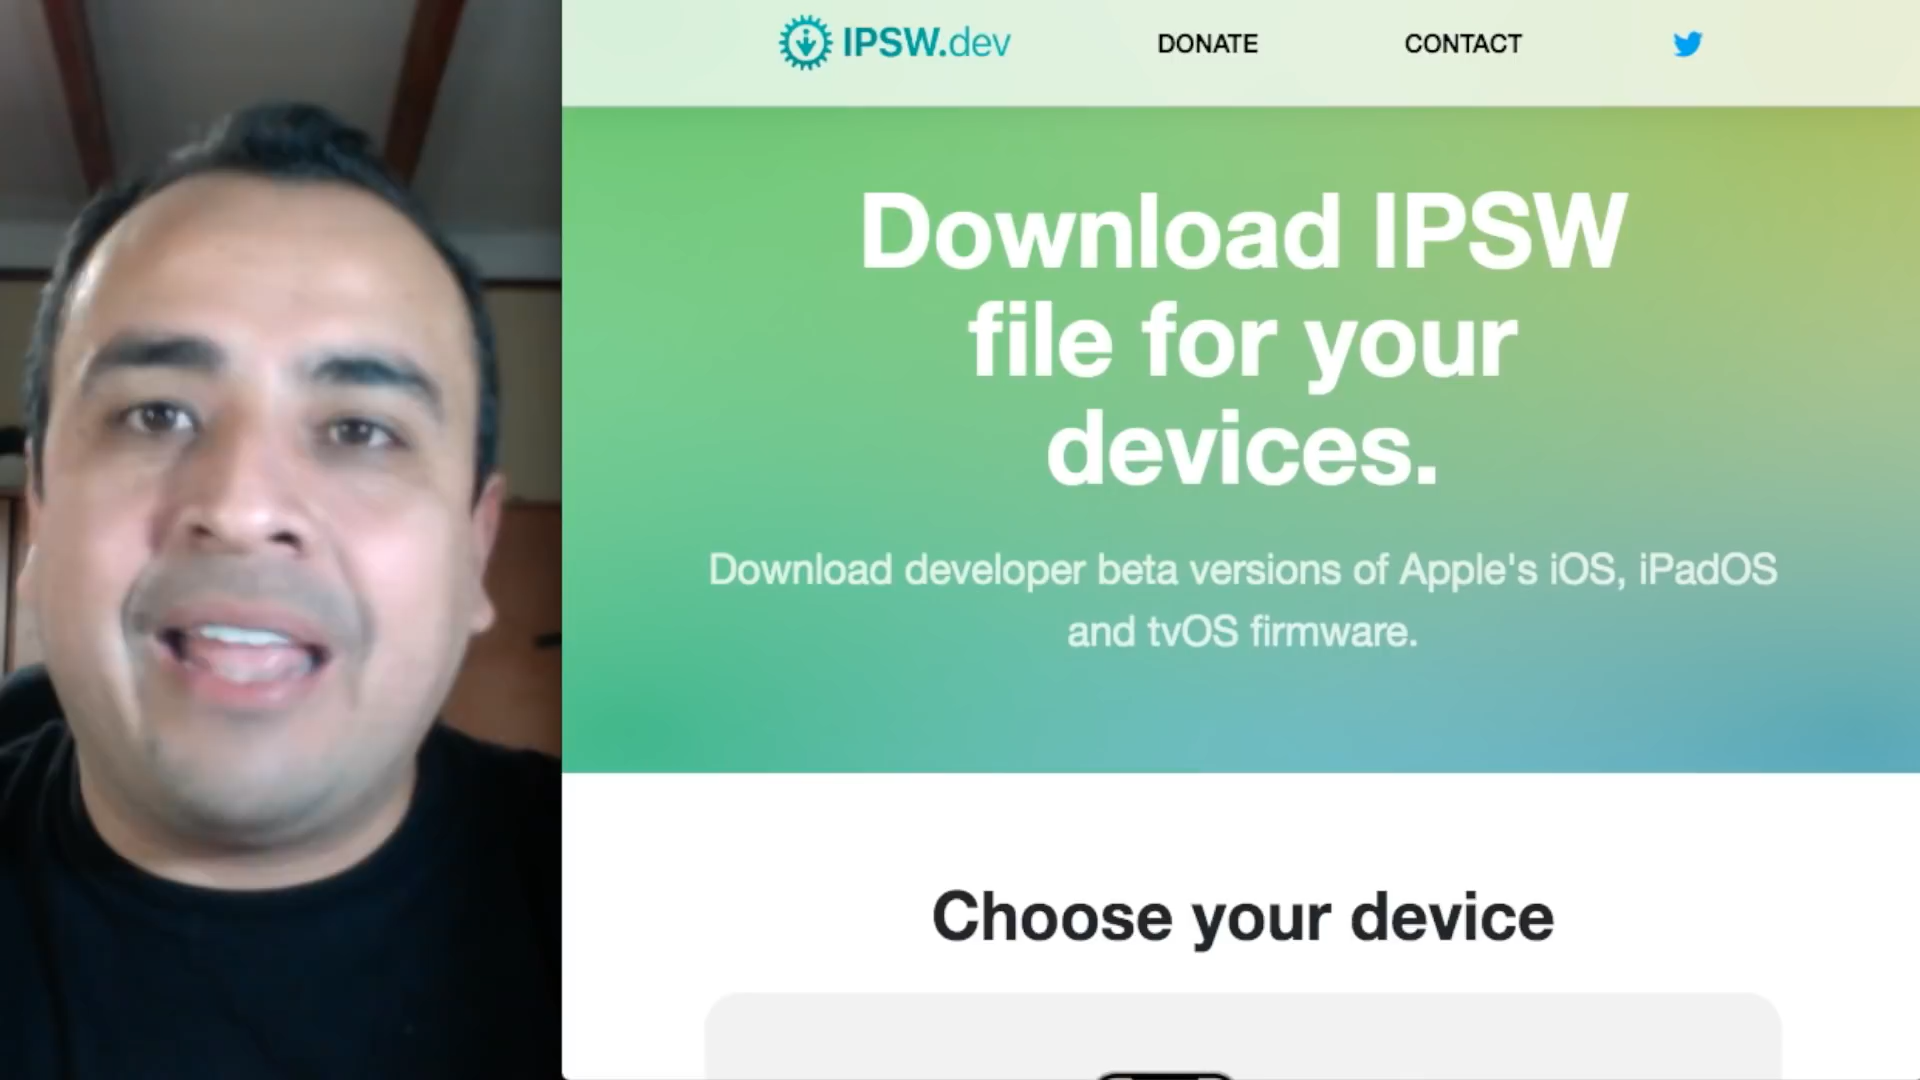 IPSW.dev
DONATE
CONTACT
Download IPSW
file for your
devices.
Download developer beta versions of Apple's iOS, iPadOS
and tvOS firmware.
Choose your device